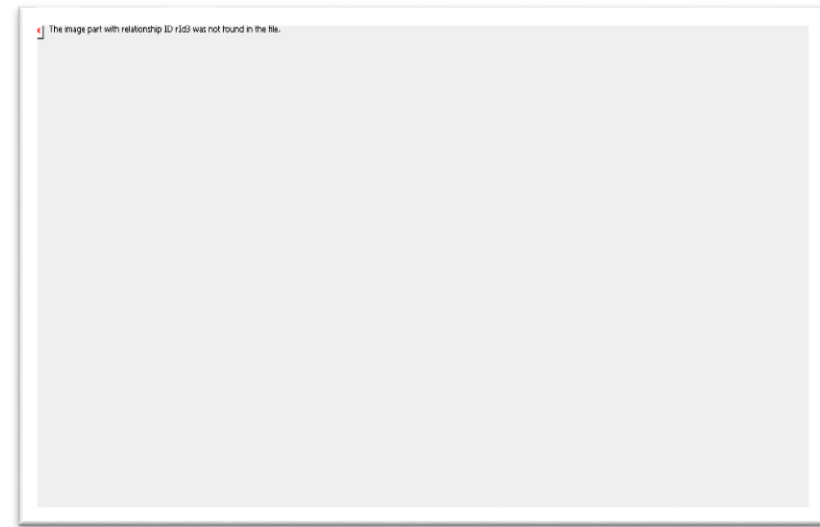 The image part with relationship ID rId3 was not found in the file.